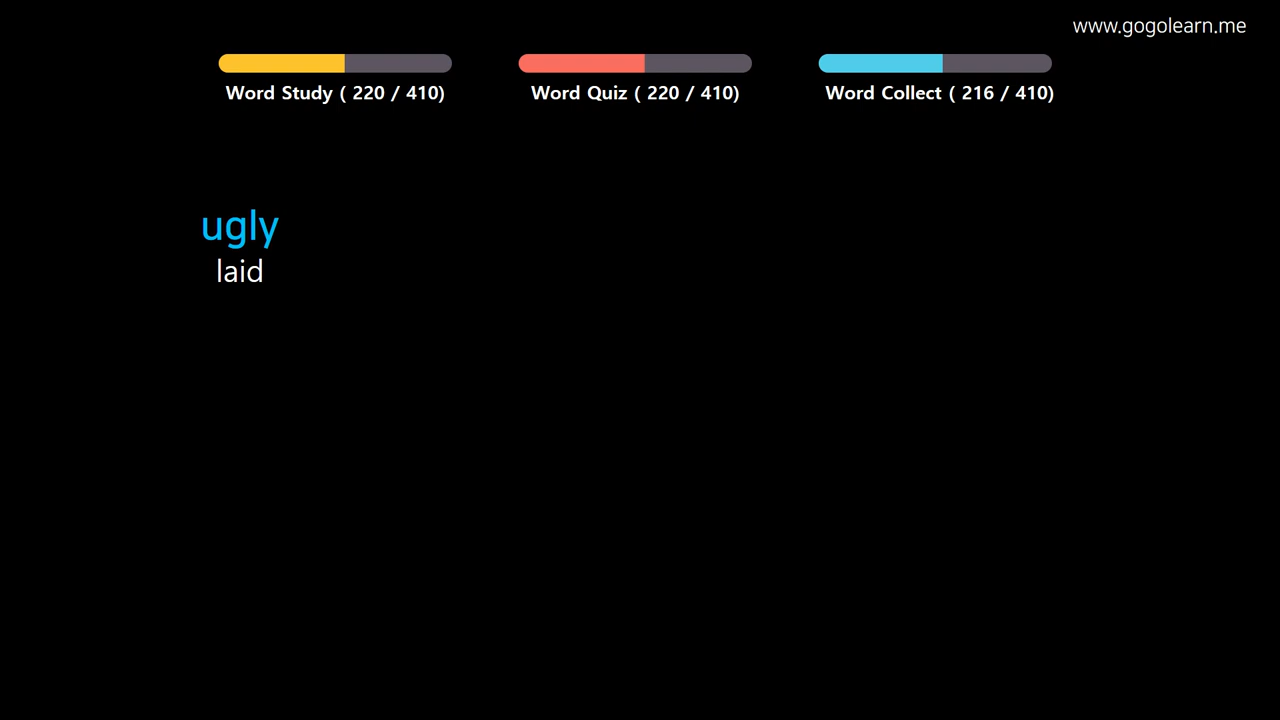 www.gogolearn.me
Word Study ( 220 / 410)
Word Quiz ( 220 / 410)
Word Collect ( 216 / 410)
ugly
laid